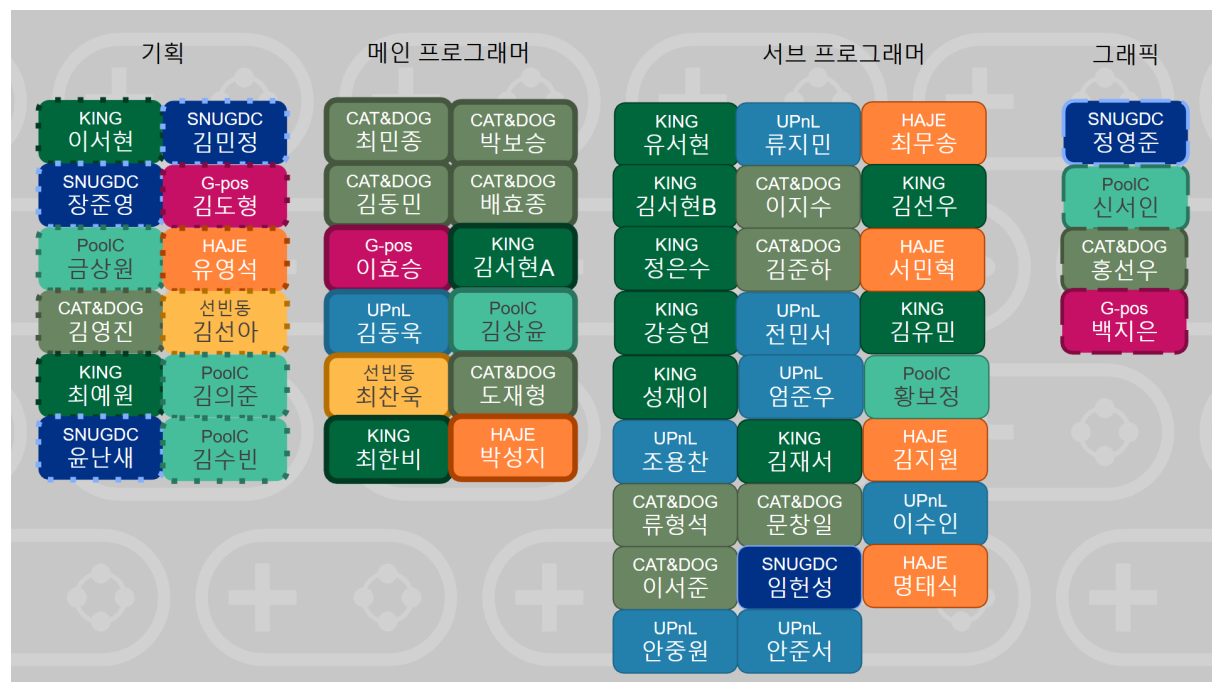 기획
KING
이서현
SNUGDC
김민정
SNUGDC
장준영
G-pos
김도형
PoolC
금상원
HAJE
유영석
CAT&DOG
김영진
선빈동
김선아
KING
최예원
PoolC
김의준
SNUGDC
윤난새
PoolC
김수빈
메인 프로그래머
CAT&DOG
최민종
CAT&DOG
박보승
CAT&DOG
김동민
CAT&DOG
배효종
G-pos
이효승
KING
김서현A
UPnL
김동욱
PoolC
김상윤
선빈동
최찬욱
CAT&DOG
도재형
KING
최한비
HAJE
박성지
서브 프로그래머
KING
유서현
UPnL
류지민
HAJE
최무송
KING
김서현B
CAT&DOG
이지수
KING
김선우
KING
정은수
CAT&DOG
김준하
HAJE
서민혁
KING
강승연
UPnL
전민서
KING
김유민
KING
성재이
UPnL
엄준우
PoolC
황보정
UPnL
조용찬
KING
김재서
HAJE
김지원
CAT&DOG
류형석
CAT&DOG
문창일
UPnL
이수인
CAT&DOG
이서준
SNUGDC
임헌성
HAJE
명태식
UPnL
안중원
UPnL
안준서
그래픽
SNUGDC
정영준
PoolC
신서인
CAT&DOG
홍선우
G-pos
백지은